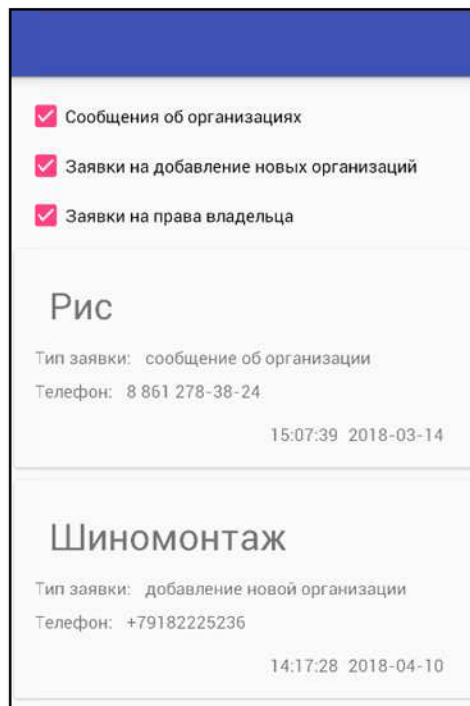 Сообщения об организациях
Заявки на добавление новых организаций
Заявки на права владельца
Рис
Тип заявки: сообщение об организации
Телефон: 8 861 278-38-24
15:07:39 2018-03-14
Шиномонтаж
Тип заявки: добавление новой организации
Телефон: +79182225236
14:17:28 2018-04-10